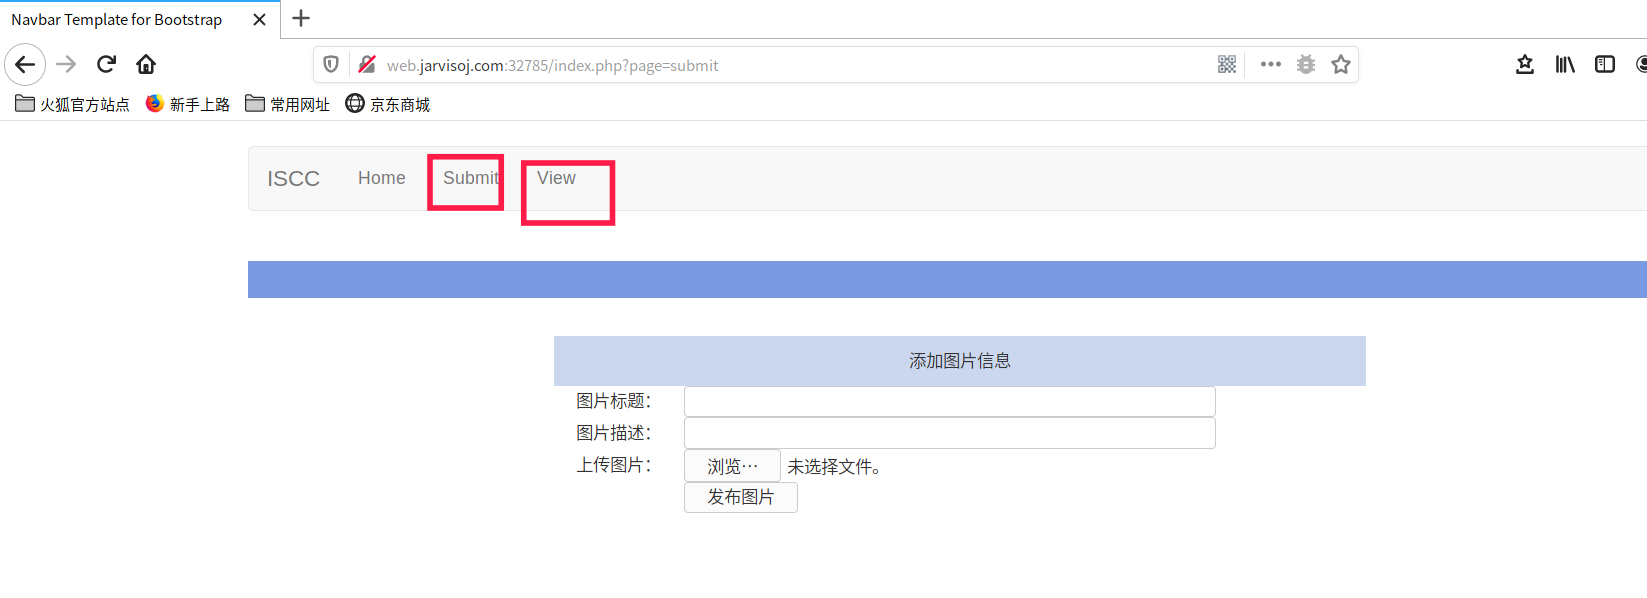 Navbar Template for Bootstrap
web.jarvisoj.com:32785/index.php?page=submit
火狐官方站点 新手上路 常用网址 京东商城
ISCC Home Submit View
添加图片信息
图片标题：
图片描述：
上传图片： 浏览… 未选择文件。
发布图片